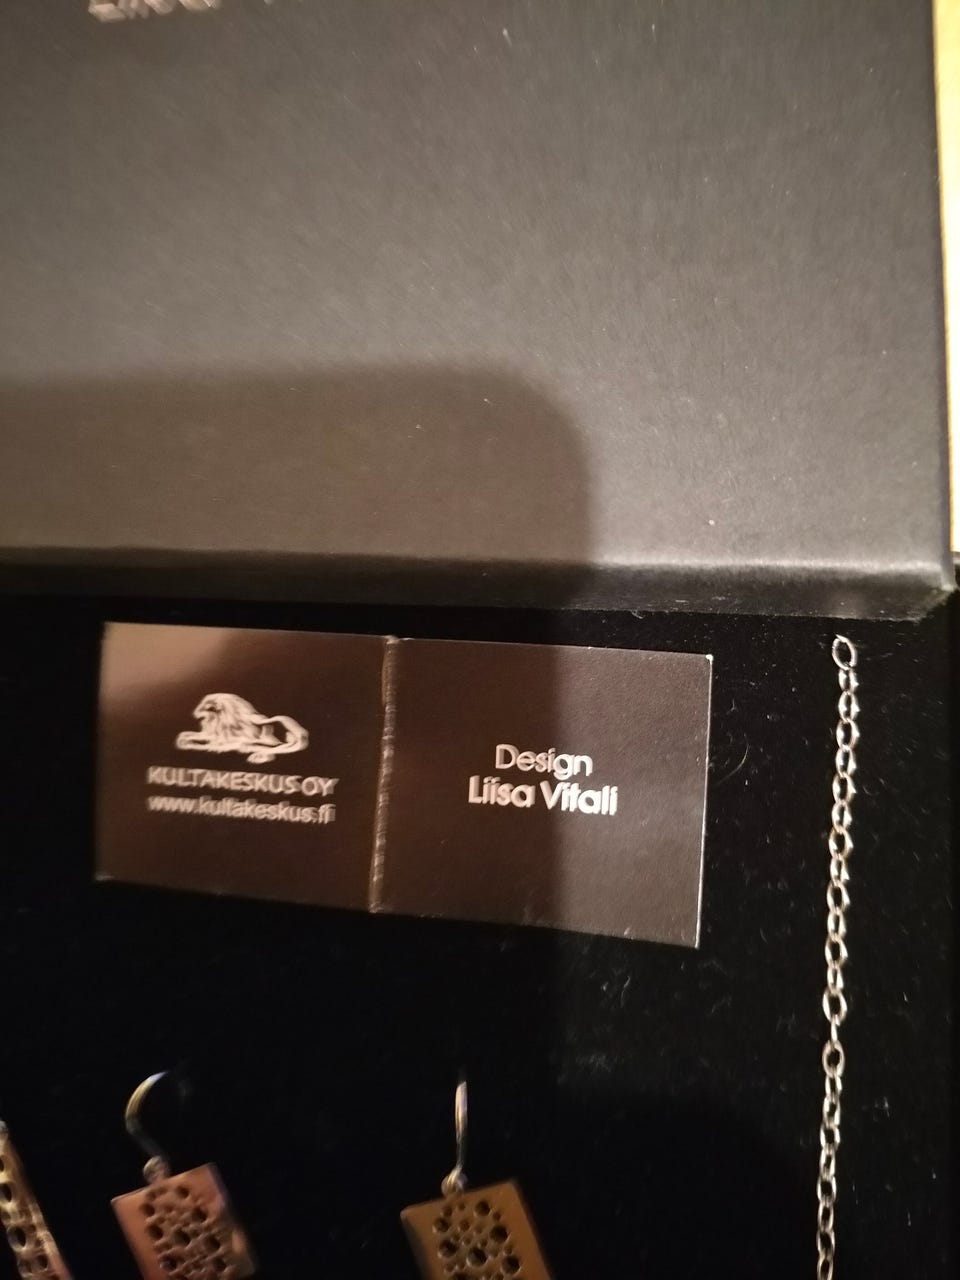 KULTAKESKUS OY
www.kultakeskus.fi
Design
Liisa Vitali